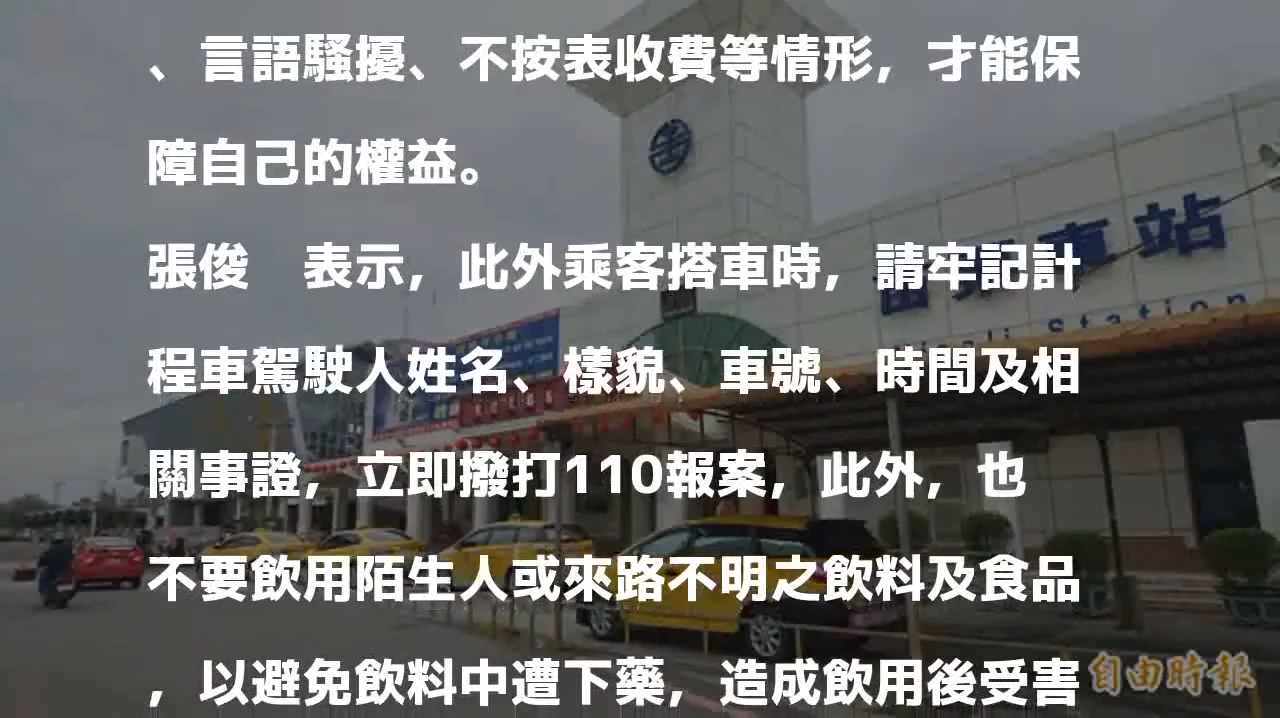 、言語騷擾、不按表收費等情形，才能保
障自己的權益。
張俊　表示，此外乘客搭車時，請牢記計
程車駕駛人姓名、樣貌、車號、時間及相
關事證，立即撥打110報案，此外，也
不要飲用陌生人或來路不明之飲料及食品
，以避免飲料中遭下藥，造成飲用後受害
車站
Station
自由時報